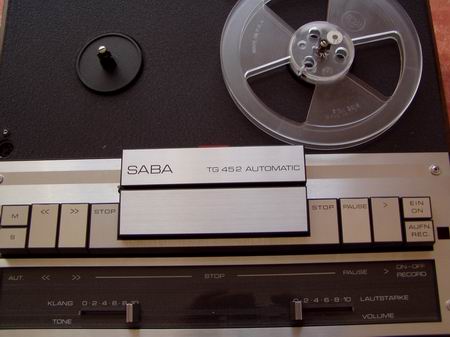 SABA TG 452 AUTOMATIC
M << >> STOP STOP PAUSE > EIN ON
S AUFN. REC.
AUT. << >> STOP PAUSE > ON-OFF RECORD
KLANG 0-2-4-6-8-10 0-2-4-6-8-10 LAUTSTÄRKE
TONE VOLUME